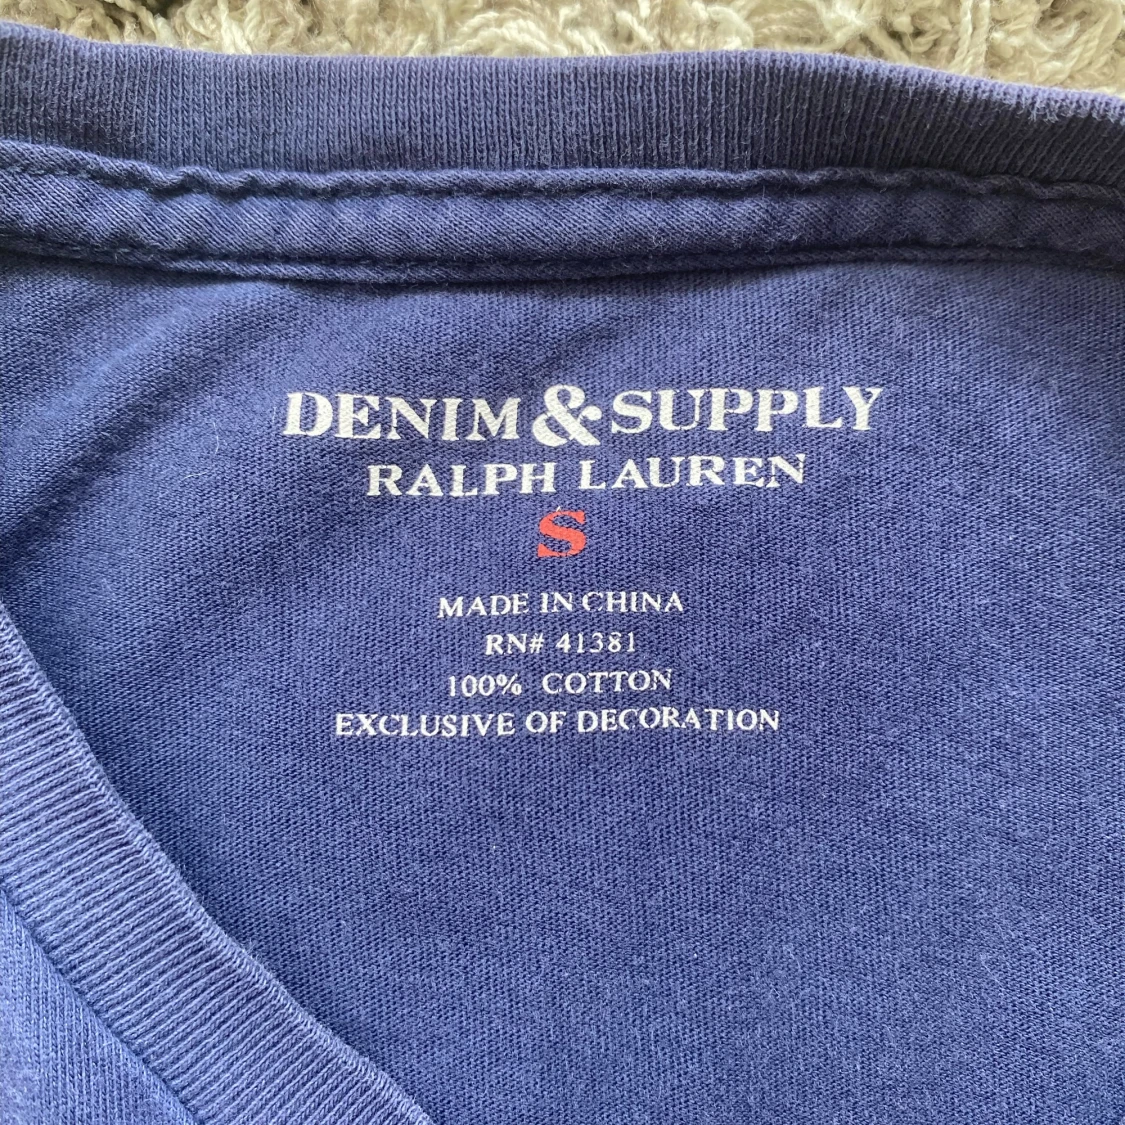 DENIM & SUPPLY
RALPH LAUREN
S
MADE IN CHINA
RN# 41381
100% COTTON
EXCLUSIVE OF DECORATION